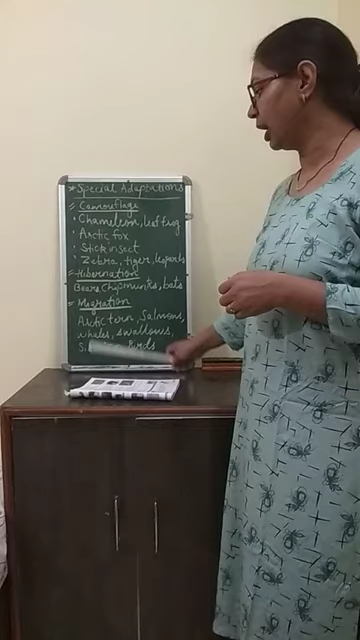 * Special Adaptations
Camouflage
• Chameleon, leaf frog
• Arctic fox
• Stick insect
• Zebra, tiger, leopards
Hibernation
Bears Chipmunks, bats
Migration
Arctic tern, Salmons,
whales, swallows,
Birds